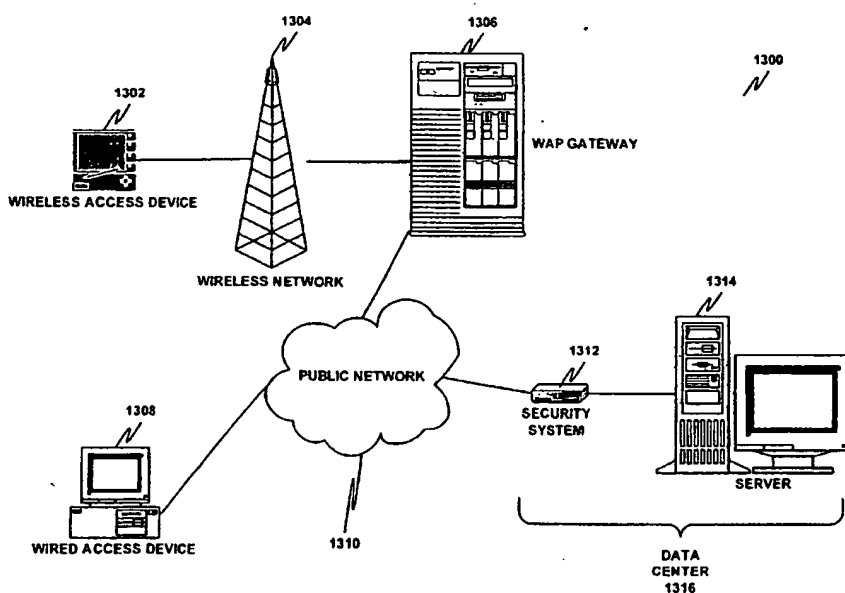 1304
1306
1300
1302
WAP GATEWAY
WIRELESS ACCESS DEVICE
WIRELESS NETWORK
1314
1312
PUBLIC NETWORK
1308
SECURITY
SYSTEM
SERVER
WIRED ACCESS DEVICE
1310
DATA
CENTER
1316